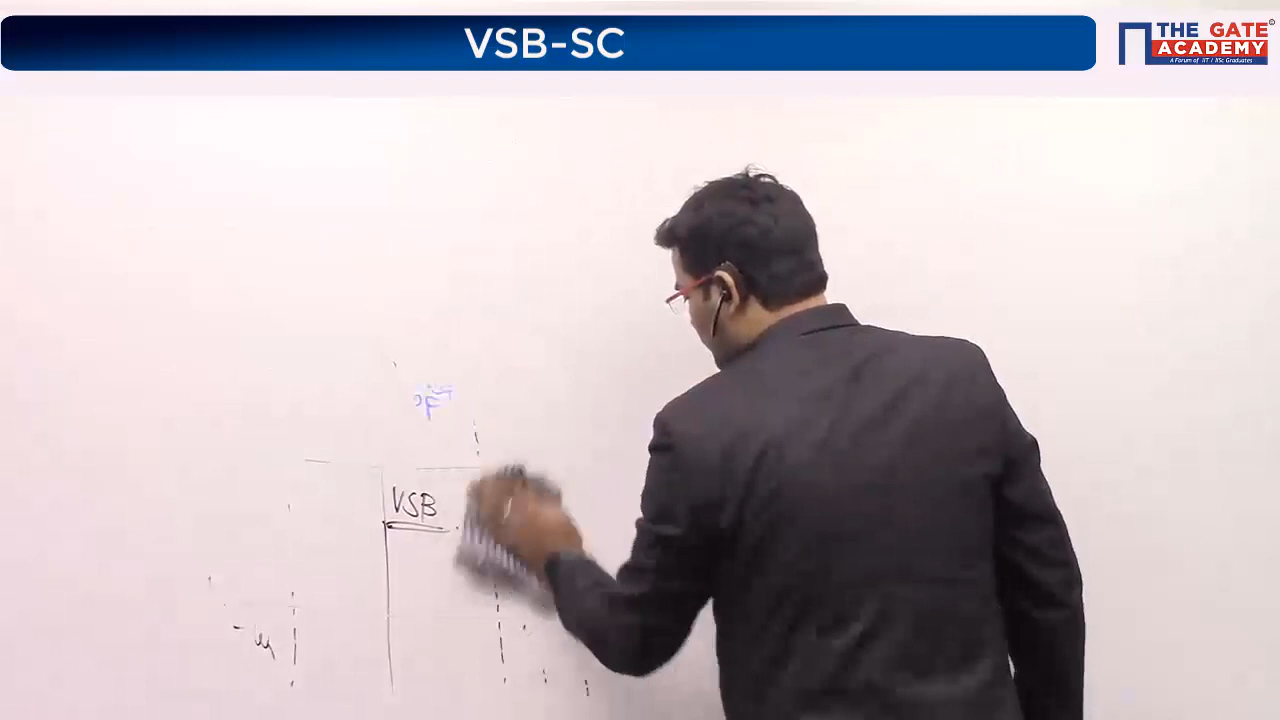 VSB-SC
THE GATE
ACADEMY
A Forum of IIT / IISc Graduates
VSB